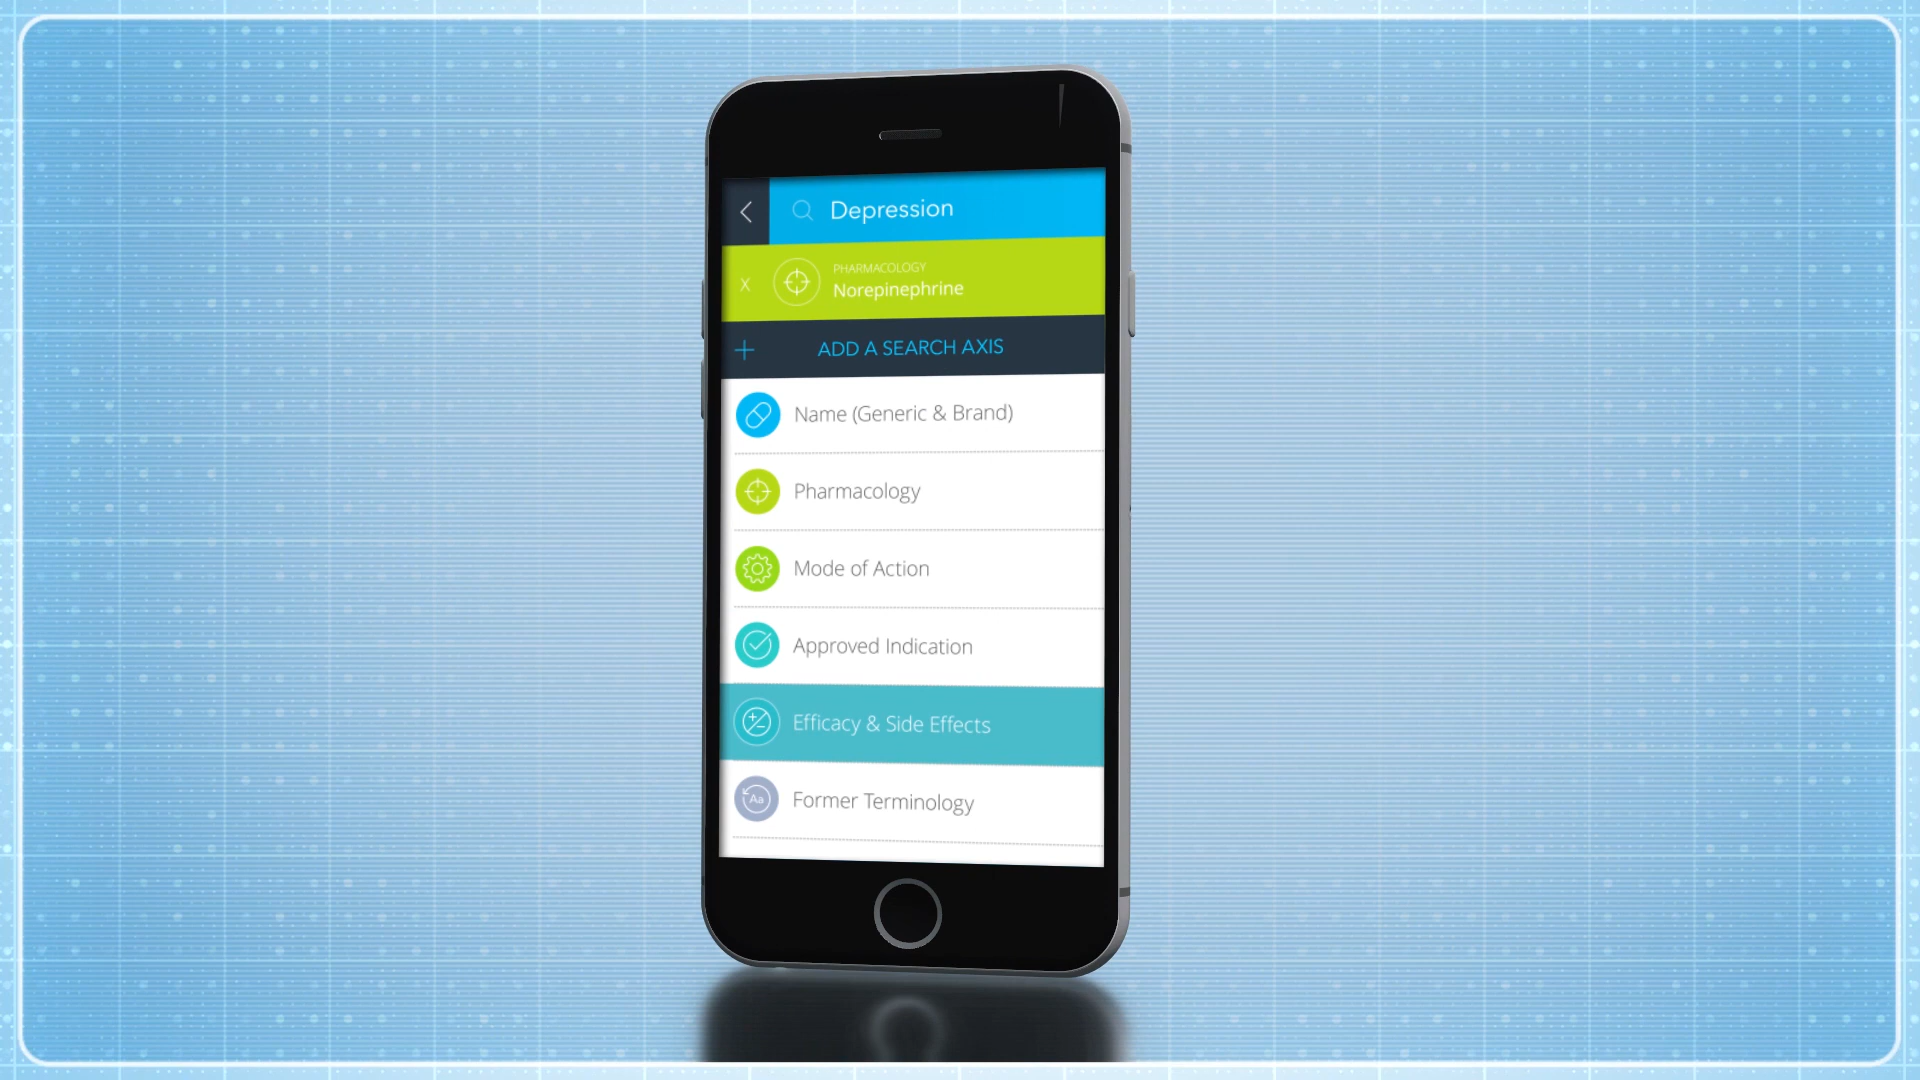 Depression
X
PHARMACOLOGY
Norepinephrine
+ ADD A SEARCH AXIS
Name (Generic & Brand)
Pharmacology
Mode of Action
Approved Indication
Efficacy & Side Effects
Aa
Former Terminology